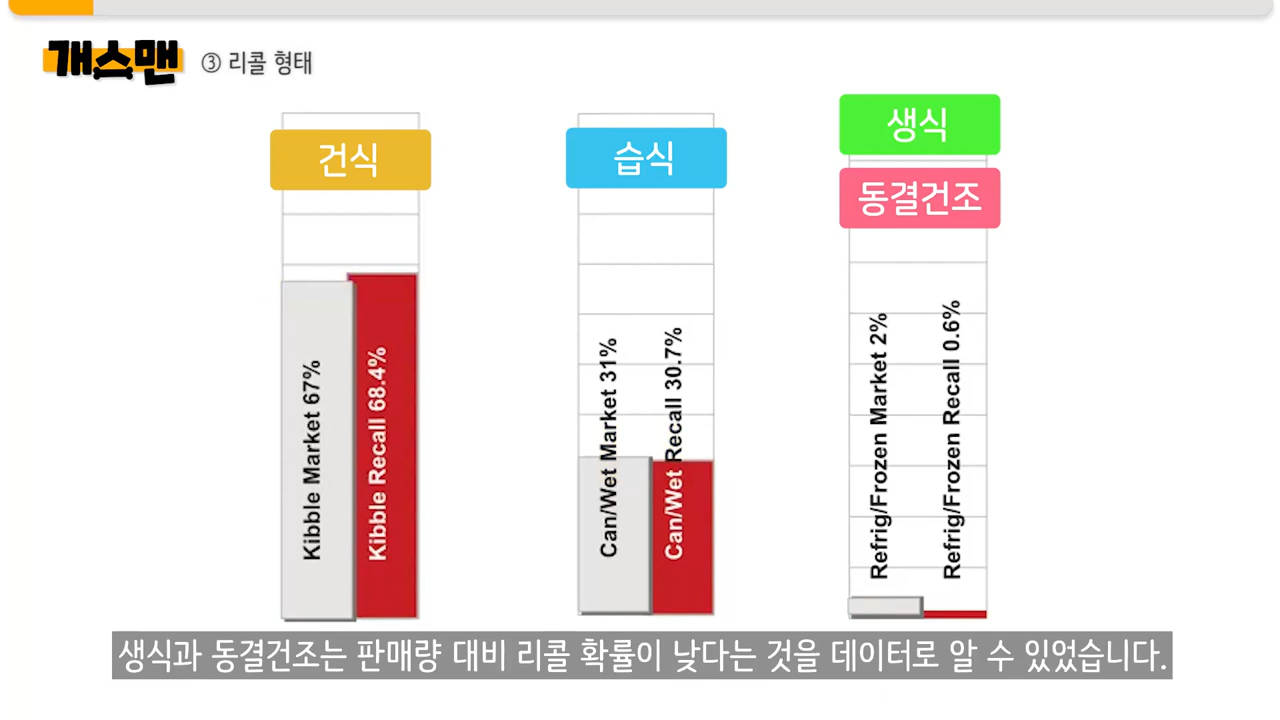 개스맨
③ 리콜 형태
건식
Kibble Market 67%
Kibble Recall 68.4%
습식
Can/Wet Market 31%
Can/Wet Recall 30.7%
생식
동결건조
Refrig/Frozen Market 2%
Refrig/Frozen Recall 0.6%
생식과 동결건조는 판매량 대비 리콜 확률이 낮다는 것을 데이터로 알 수 있었습니다.